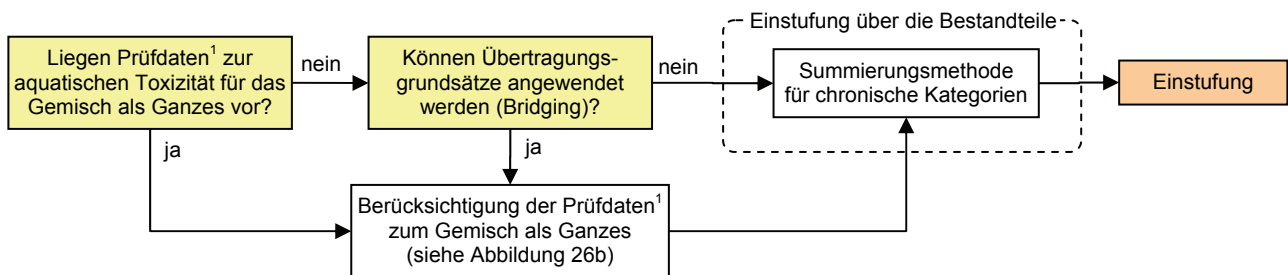 Einstufung über die Bestandteile
Liegen Prüfdaten¹ zur
aquatischen Toxizität für das
Gemisch als Ganzes vor?
nein
Können Übertragungs-
grundsätze angewendet
werden (Bridging)?
nein
Summierungsmethode
für chronische Kategorien
Einstufung
ja
ja
Berücksichtigung der Prüfdaten¹
zum Gemisch als Ganzes
(siehe Abbildung 26b)